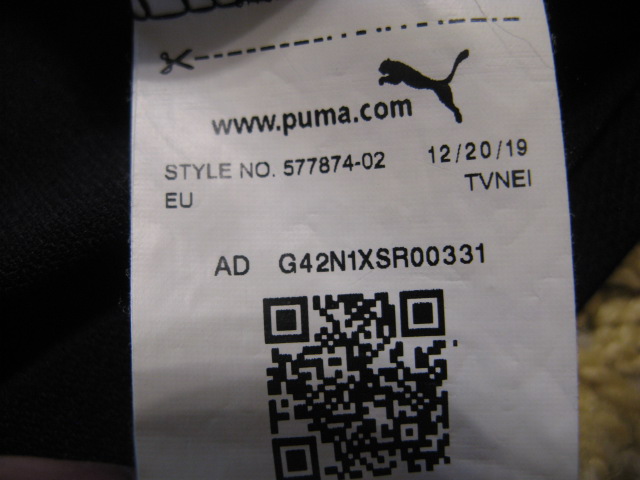 www.puma.com
STYLE NO. 577874-02 12/20/19
EU TVNEI
AD G42N1XSR00331